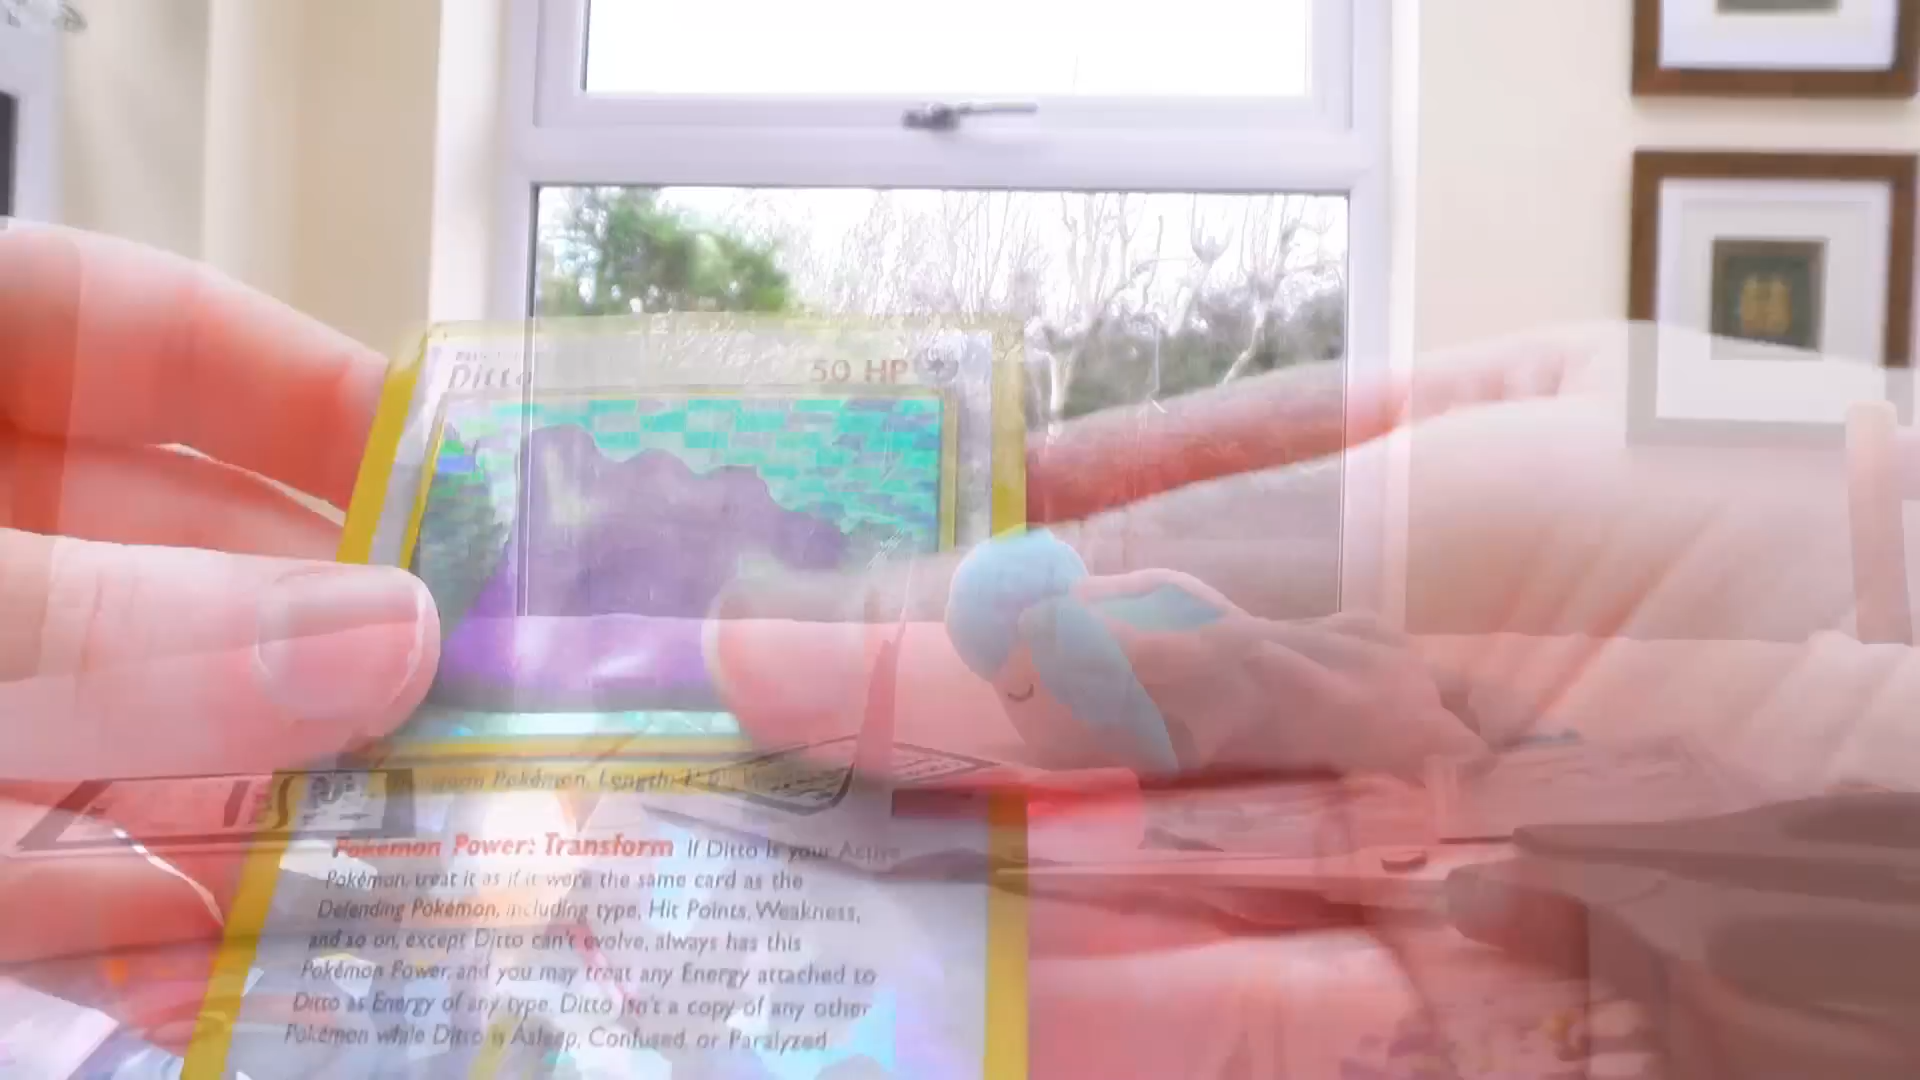 Ditto 50 HP
Pokémon, Length:
Pokémon Power: Transform If Ditto is your Active
Pokémon, treat it as if it were the same card as the
Defending Pokémon, including type, Hit Points, Weakness,
and so on, except Ditto can't evolve, always has this
Pokémon Power, and you may treat any Energy attached to
Ditto as Energy of any type. Ditto isn't a copy of any other
Pokémon while Ditto is Asleep, Confused, or Paralyzed